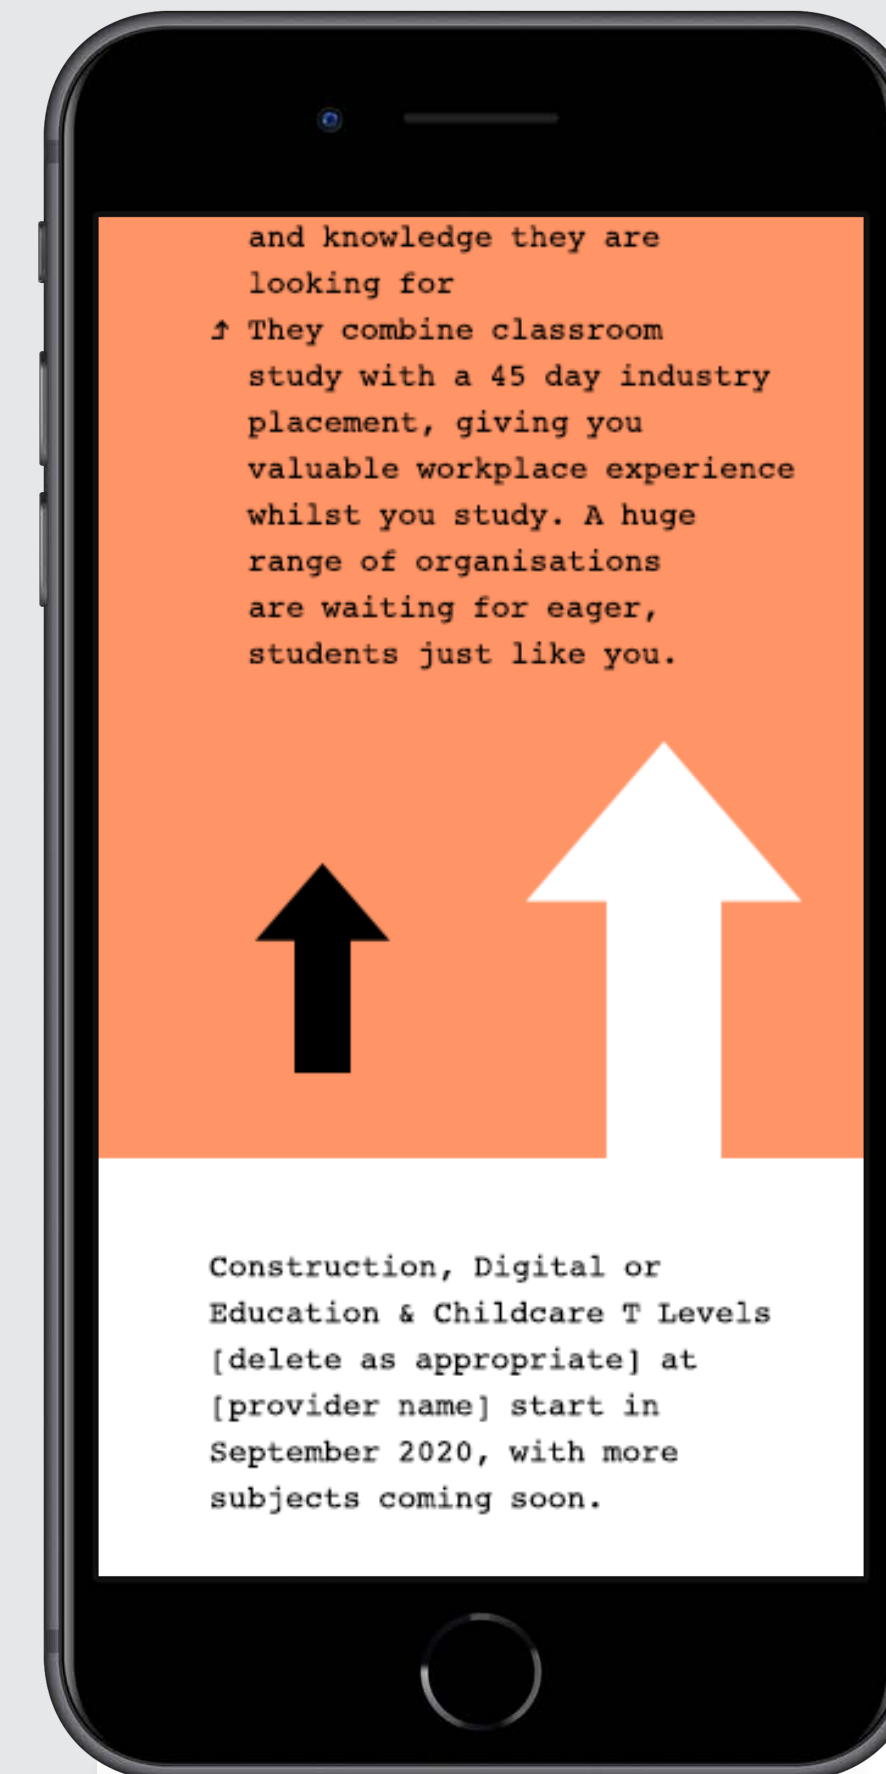 and knowledge they are
looking for
⤴ They combine classroom
study with a 45 day industry
placement, giving you
valuable workplace experience
whilst you study. A huge
range of organisations
are waiting for eager,
students just like you.
Construction, Digital or
Education & Childcare T Levels
[delete as appropriate] at
[provider name] start in
September 2020, with more
subjects coming soon.